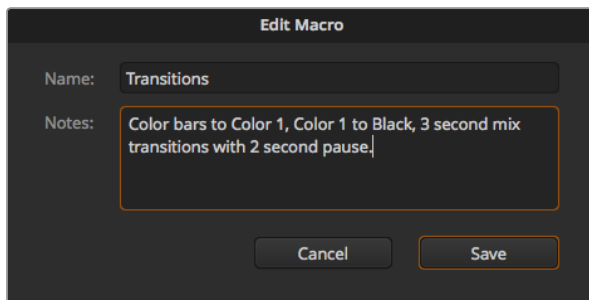 Edit Macro
Name: Transitions
Notes: Color bars to Color 1, Color 1 to Black, 3 second mix
transitions with 2 second pause.
Cancel Save